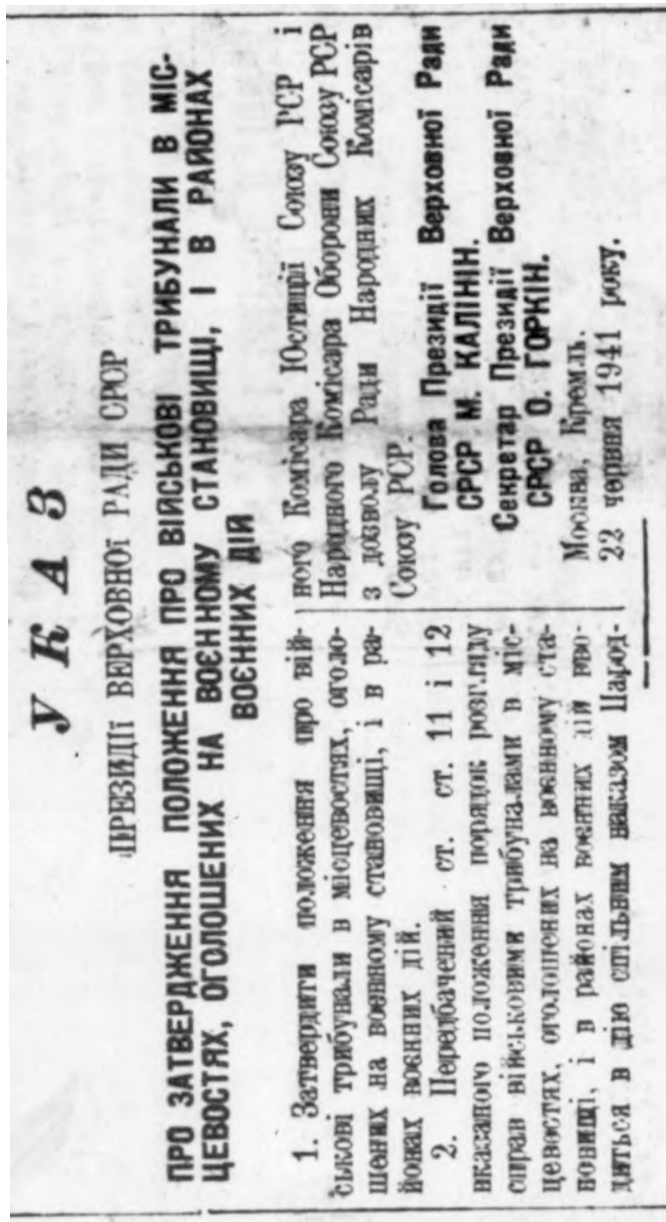 УКАЗ
ПРЕЗИДІЇ ВЕРХОВНОЇ РАДИ СРСР
ПРО ЗАТВЕРДЖЕННЯ ПОЛОЖЕННЯ ПРО ВІЙСЬКОВІ ТРИБУНАЛИ В МІС-
ЦЕВОСТЯХ, ОГОЛОШЕНИХ НА ВОЄННОМУ СТАНОВИЩІ, І В РАЙОНАХ
ВОЄННИХ ДІЙ
1. Затвердити положення про вій-
ськові трибунали в місцевостях, оголо-
шених на воєнному становищі, і в ра-
йонах воєнних дій.
2. Передбачений ст. ст. 11 і 12
вказаного положення порядок розгляду
справ військовими трибуналами в міс-
цевостях, оголошених на воєнному ста-
новищі, і в районах воєнних дій вво-
диться в дію спільним наказом Народ-
ного Комісара Юстиції Союзу РСР і
Народного Комісара Оборони Союзу РСР
з дозволу Ради Народних Комісарів
Союзу РСР.
Голова Президії Верховної Ради
СРСР М. КАЛІНІН.
Секретар Президії Верховної Ради
СРСР О. ГОРКІН.
Москва, Кремль.
22 червня 1941 року.